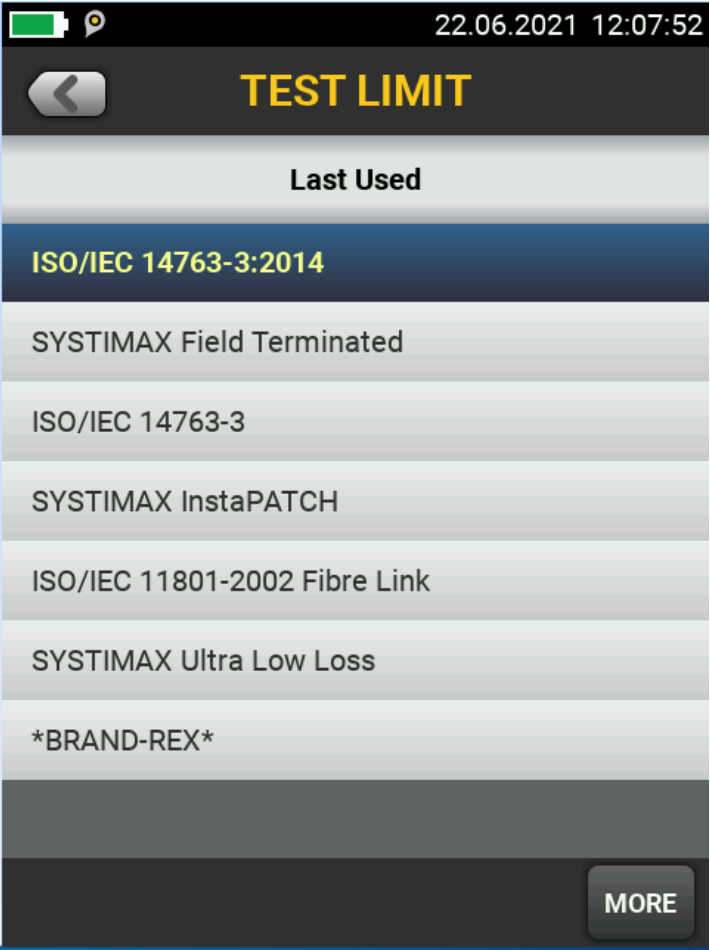 22.06.2021 12:07:52
TEST LIMIT
Last Used
ISO/IEC 14763-3:2014
SYSTIMAX Field Terminated
ISO/IEC 14763-3
SYSTIMAX InstaPATCH
ISO/IEC 11801-2002 Fibre Link
SYSTIMAX Ultra Low Loss
*BRAND-REX*
MORE